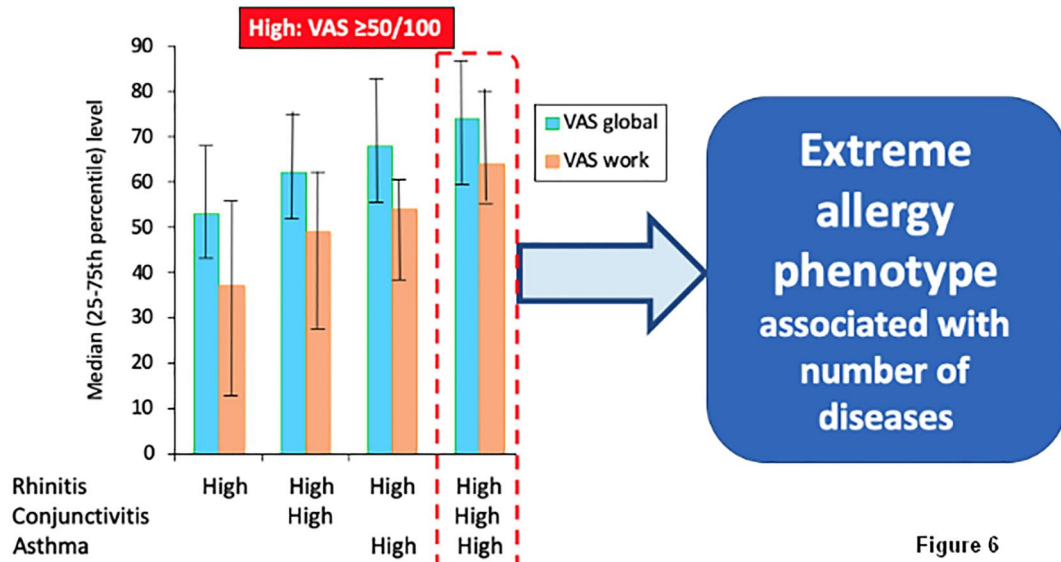 High: VAS ≥50/100
Median (25-75th percentile) level
90
80
70
60
50
40
30
20
10
0
VAS global
VAS work
Rhinitis High High High High
Conjunctivitis High High
Asthma High High
Extreme
allergy
phenotype
associated with
number of
diseases
Figure 6